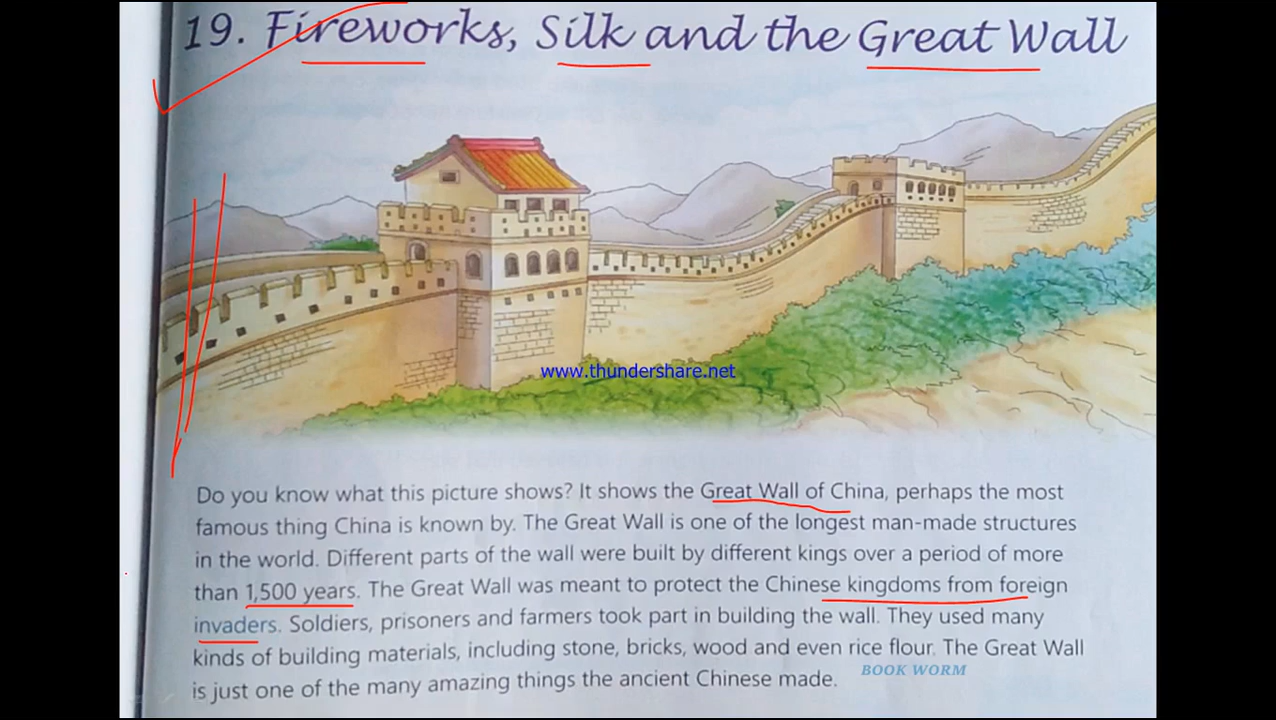 19. Fireworks, Silk and the Great Wall
www.thundershare.net
Do you know what this picture shows? It shows the Great Wall of China, perhaps the most
famous thing China is known by. The Great Wall is one of the longest man-made structures
in the world. Different parts of the wall were built by different kings over a period of more
than 1,500 years. The Great Wall was meant to protect the Chinese kingdoms from foreign
invaders. Soldiers, prisoners and farmers took part in building the wall. They used many
kinds of building materials, including stone, bricks, wood and even rice flour. The Great Wall
is just one of the many amazing things the ancient Chinese made.
BOOK WORM